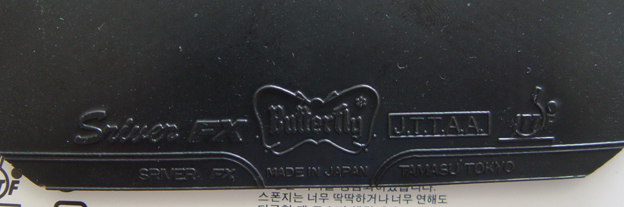 Sriver FX Butterfly J.T.T.A.A.
SRIVER FX MADE IN JAPAN TAMASU TOKYO
스폰지는 너무 딱딱하거나 너무 연해도